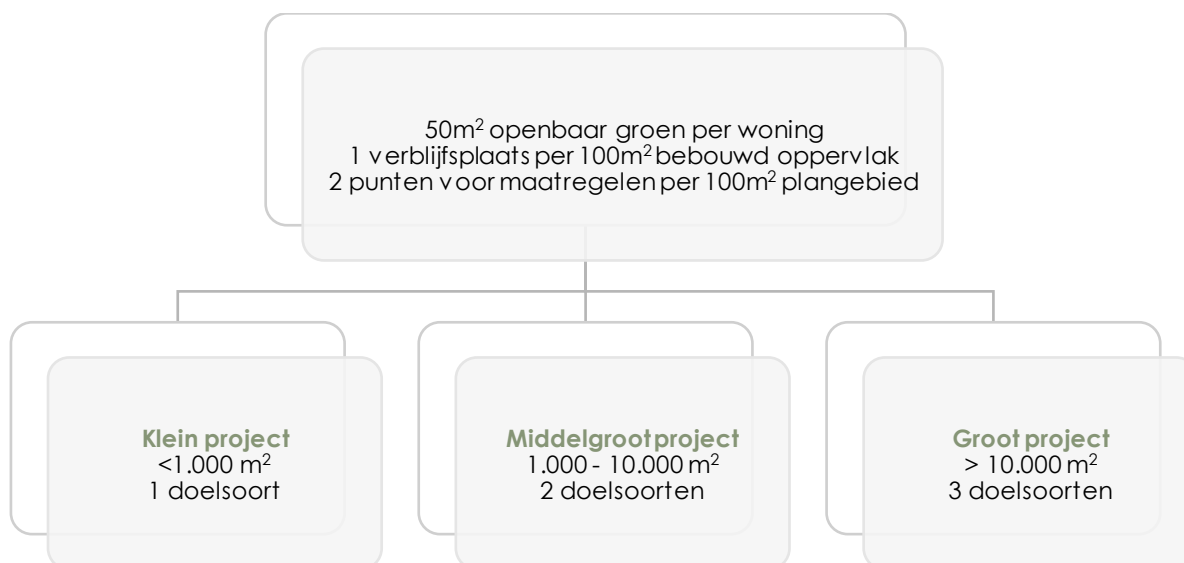 50m² openbaar groen per woning
1 verblijfsplaats per 100m² bebouwd oppervlak
2 punten voor maatregelen per 100m² plangebied
Klein project
<1.000 m²
1 doelsoort
Middelgroot project
1.000 - 10.000 m²
2 doelsoorten
Groot project
> 10.000 m²
3 doelsoorten